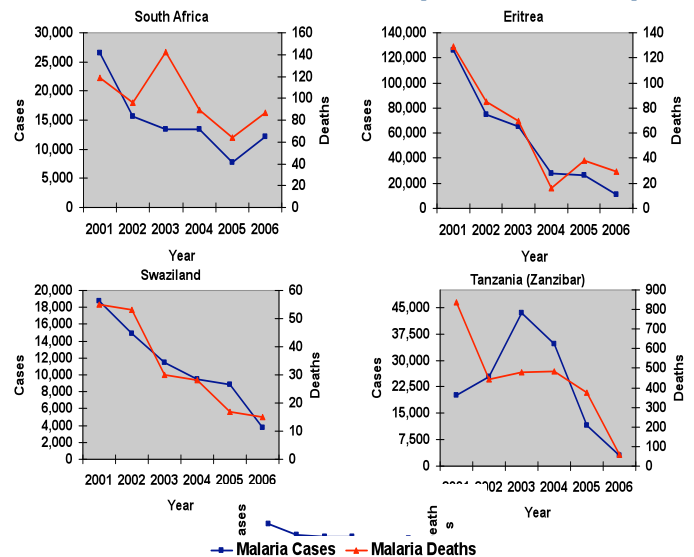 South Africa
30,000
25,000
20,000
15,000
10,000
5,000
0
Cases
160
140
120
100
80
60
40
20
0
Deaths
2001 2002 2003 2004 2005 2006
Year
Eritrea
140,000
120,000
100,000
80,000
60,000
40,000
20,000
0
Cases
140
120
100
80
60
40
20
0
Deaths
2001 2002 2003 2004 2005 2006
Year
Swaziland
20,000
18,000
16,000
14,000
12,000
10,000
8,000
6,000
4,000
2,000
0
Cases
60
50
40
30
20
10
0
Deaths
2001 2002 2003 2004 2005 2006
Year
Tanzania (Zanzibar)
45,000
37,500
30,000
22,500
15,000
7,500
0
Cases
900
800
700
600
500
400
300
200
100
0
Deaths
2003 2004 2005 2006
Year
ases
eath
s
Malaria Cases Malaria Deaths